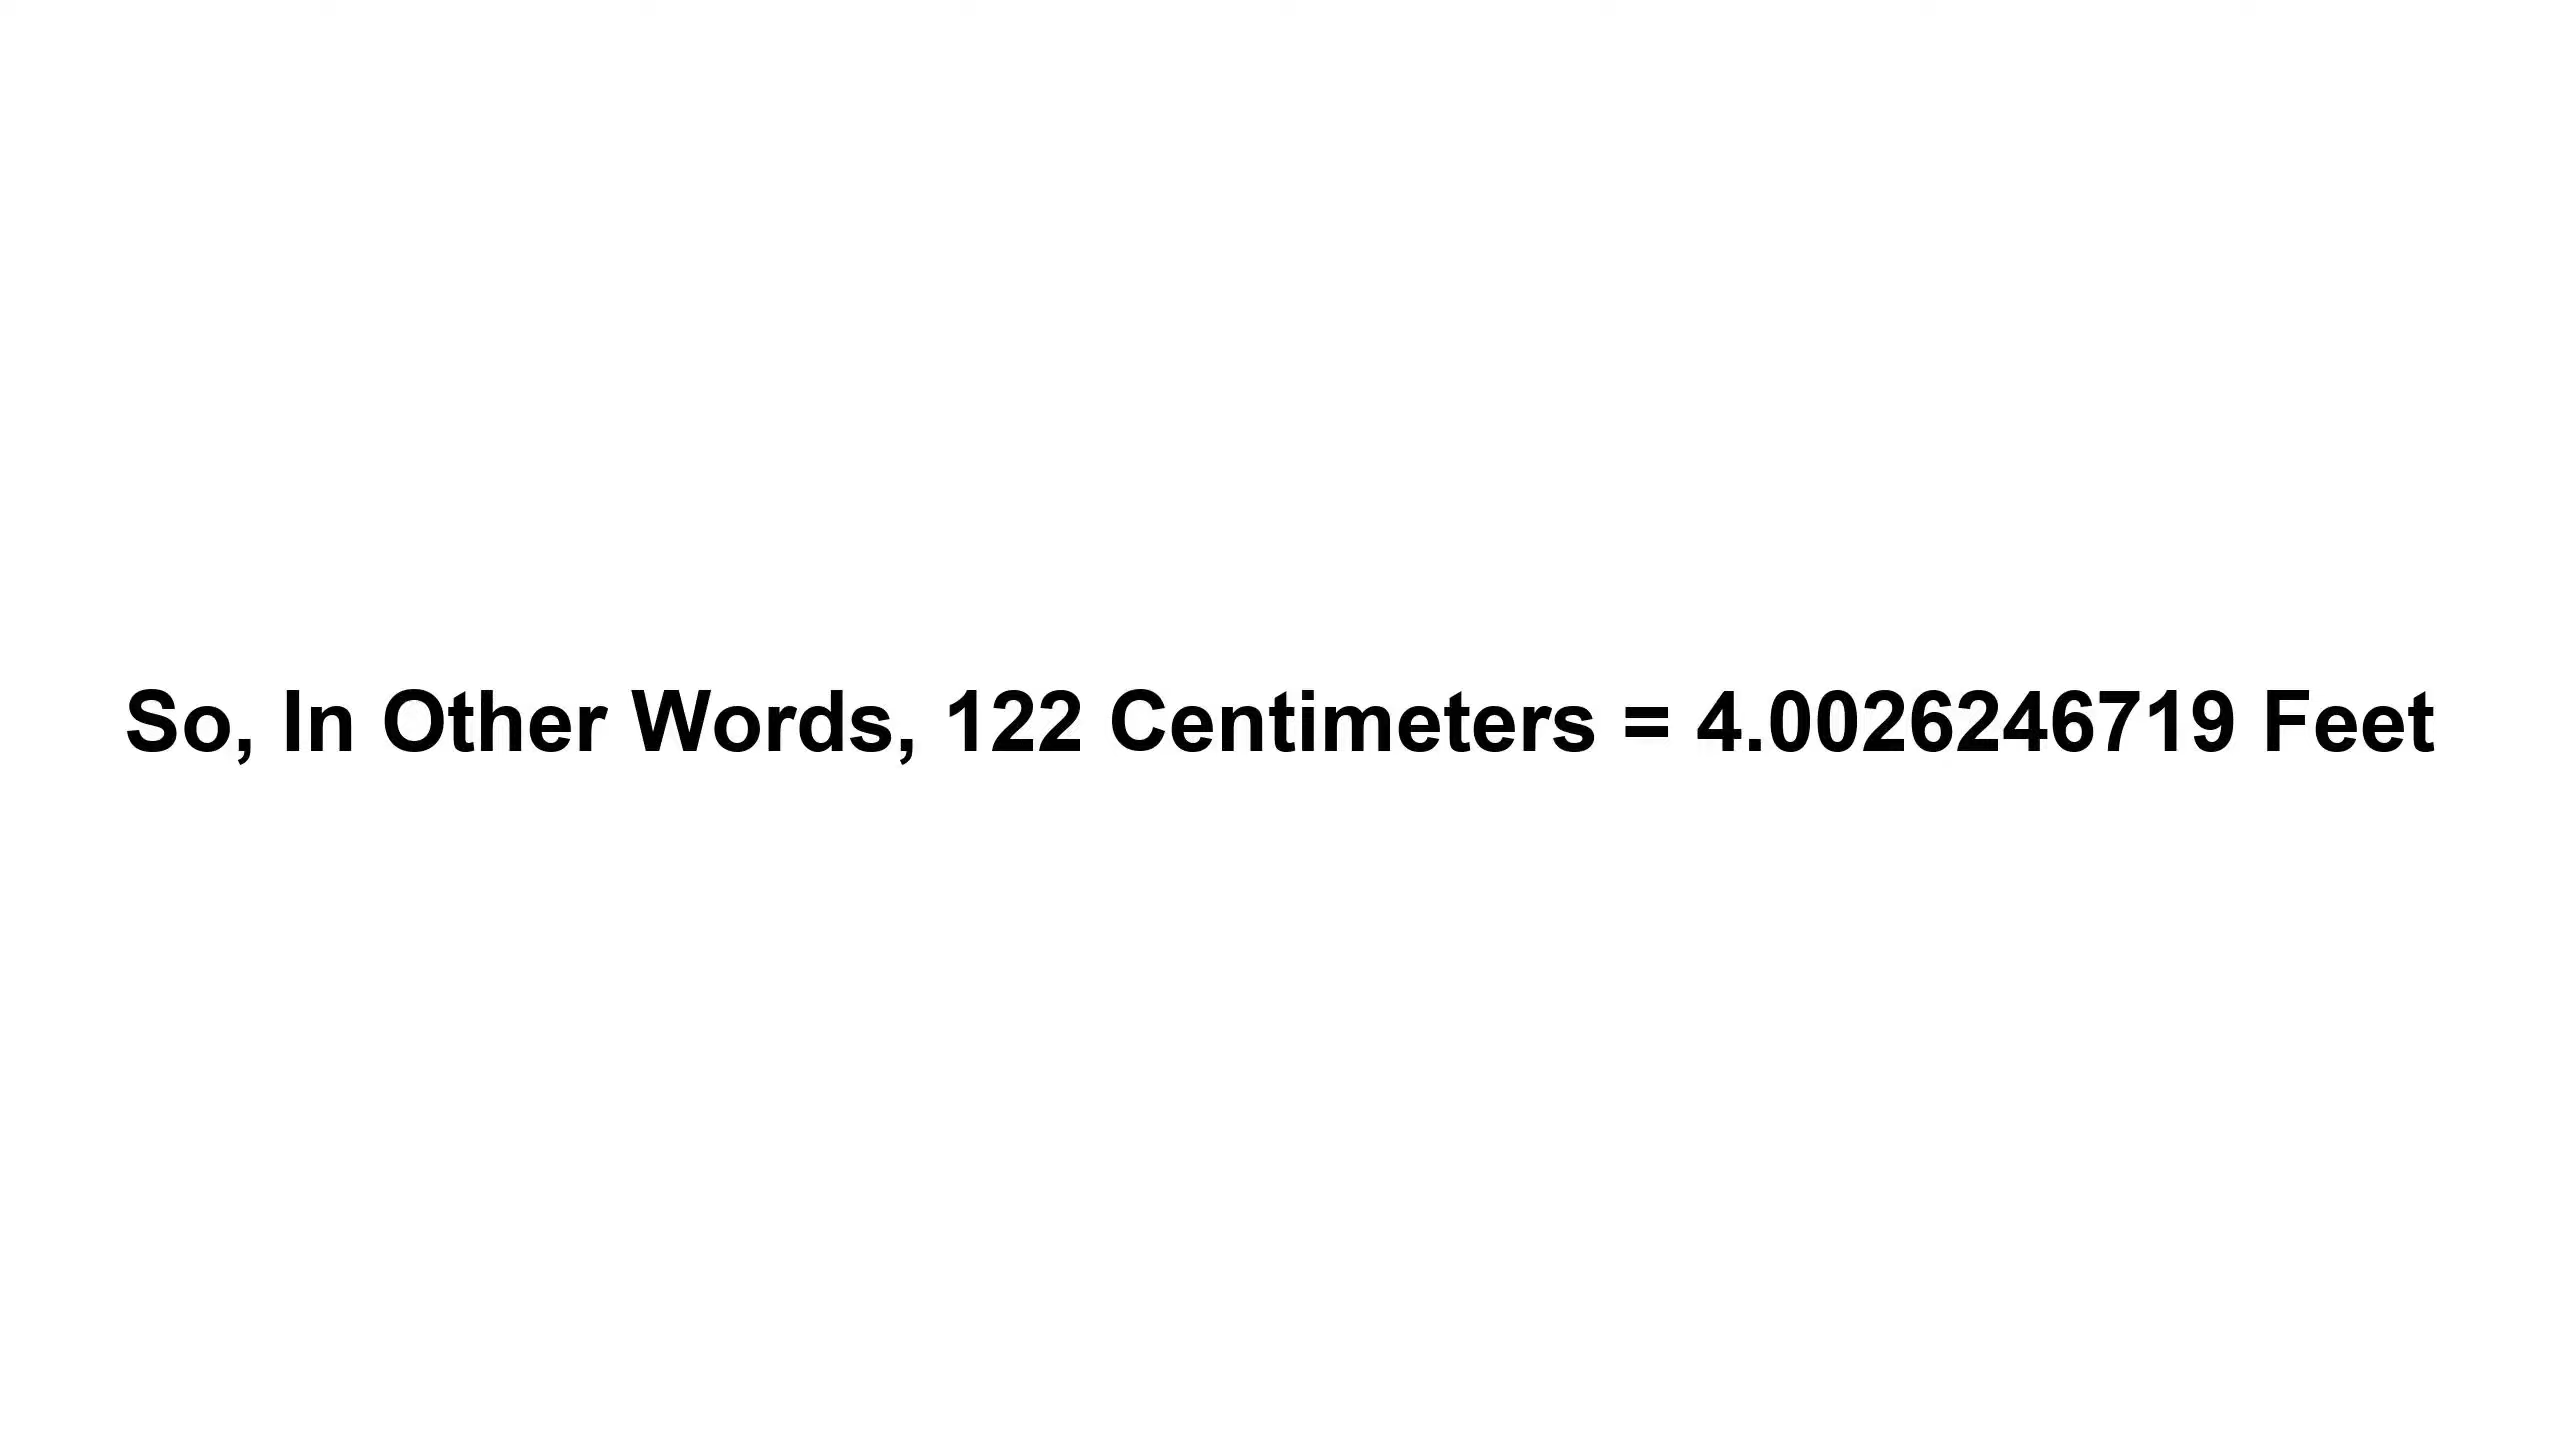 So, In Other Words, 122 Centimeters = 4.0026246719 Feet